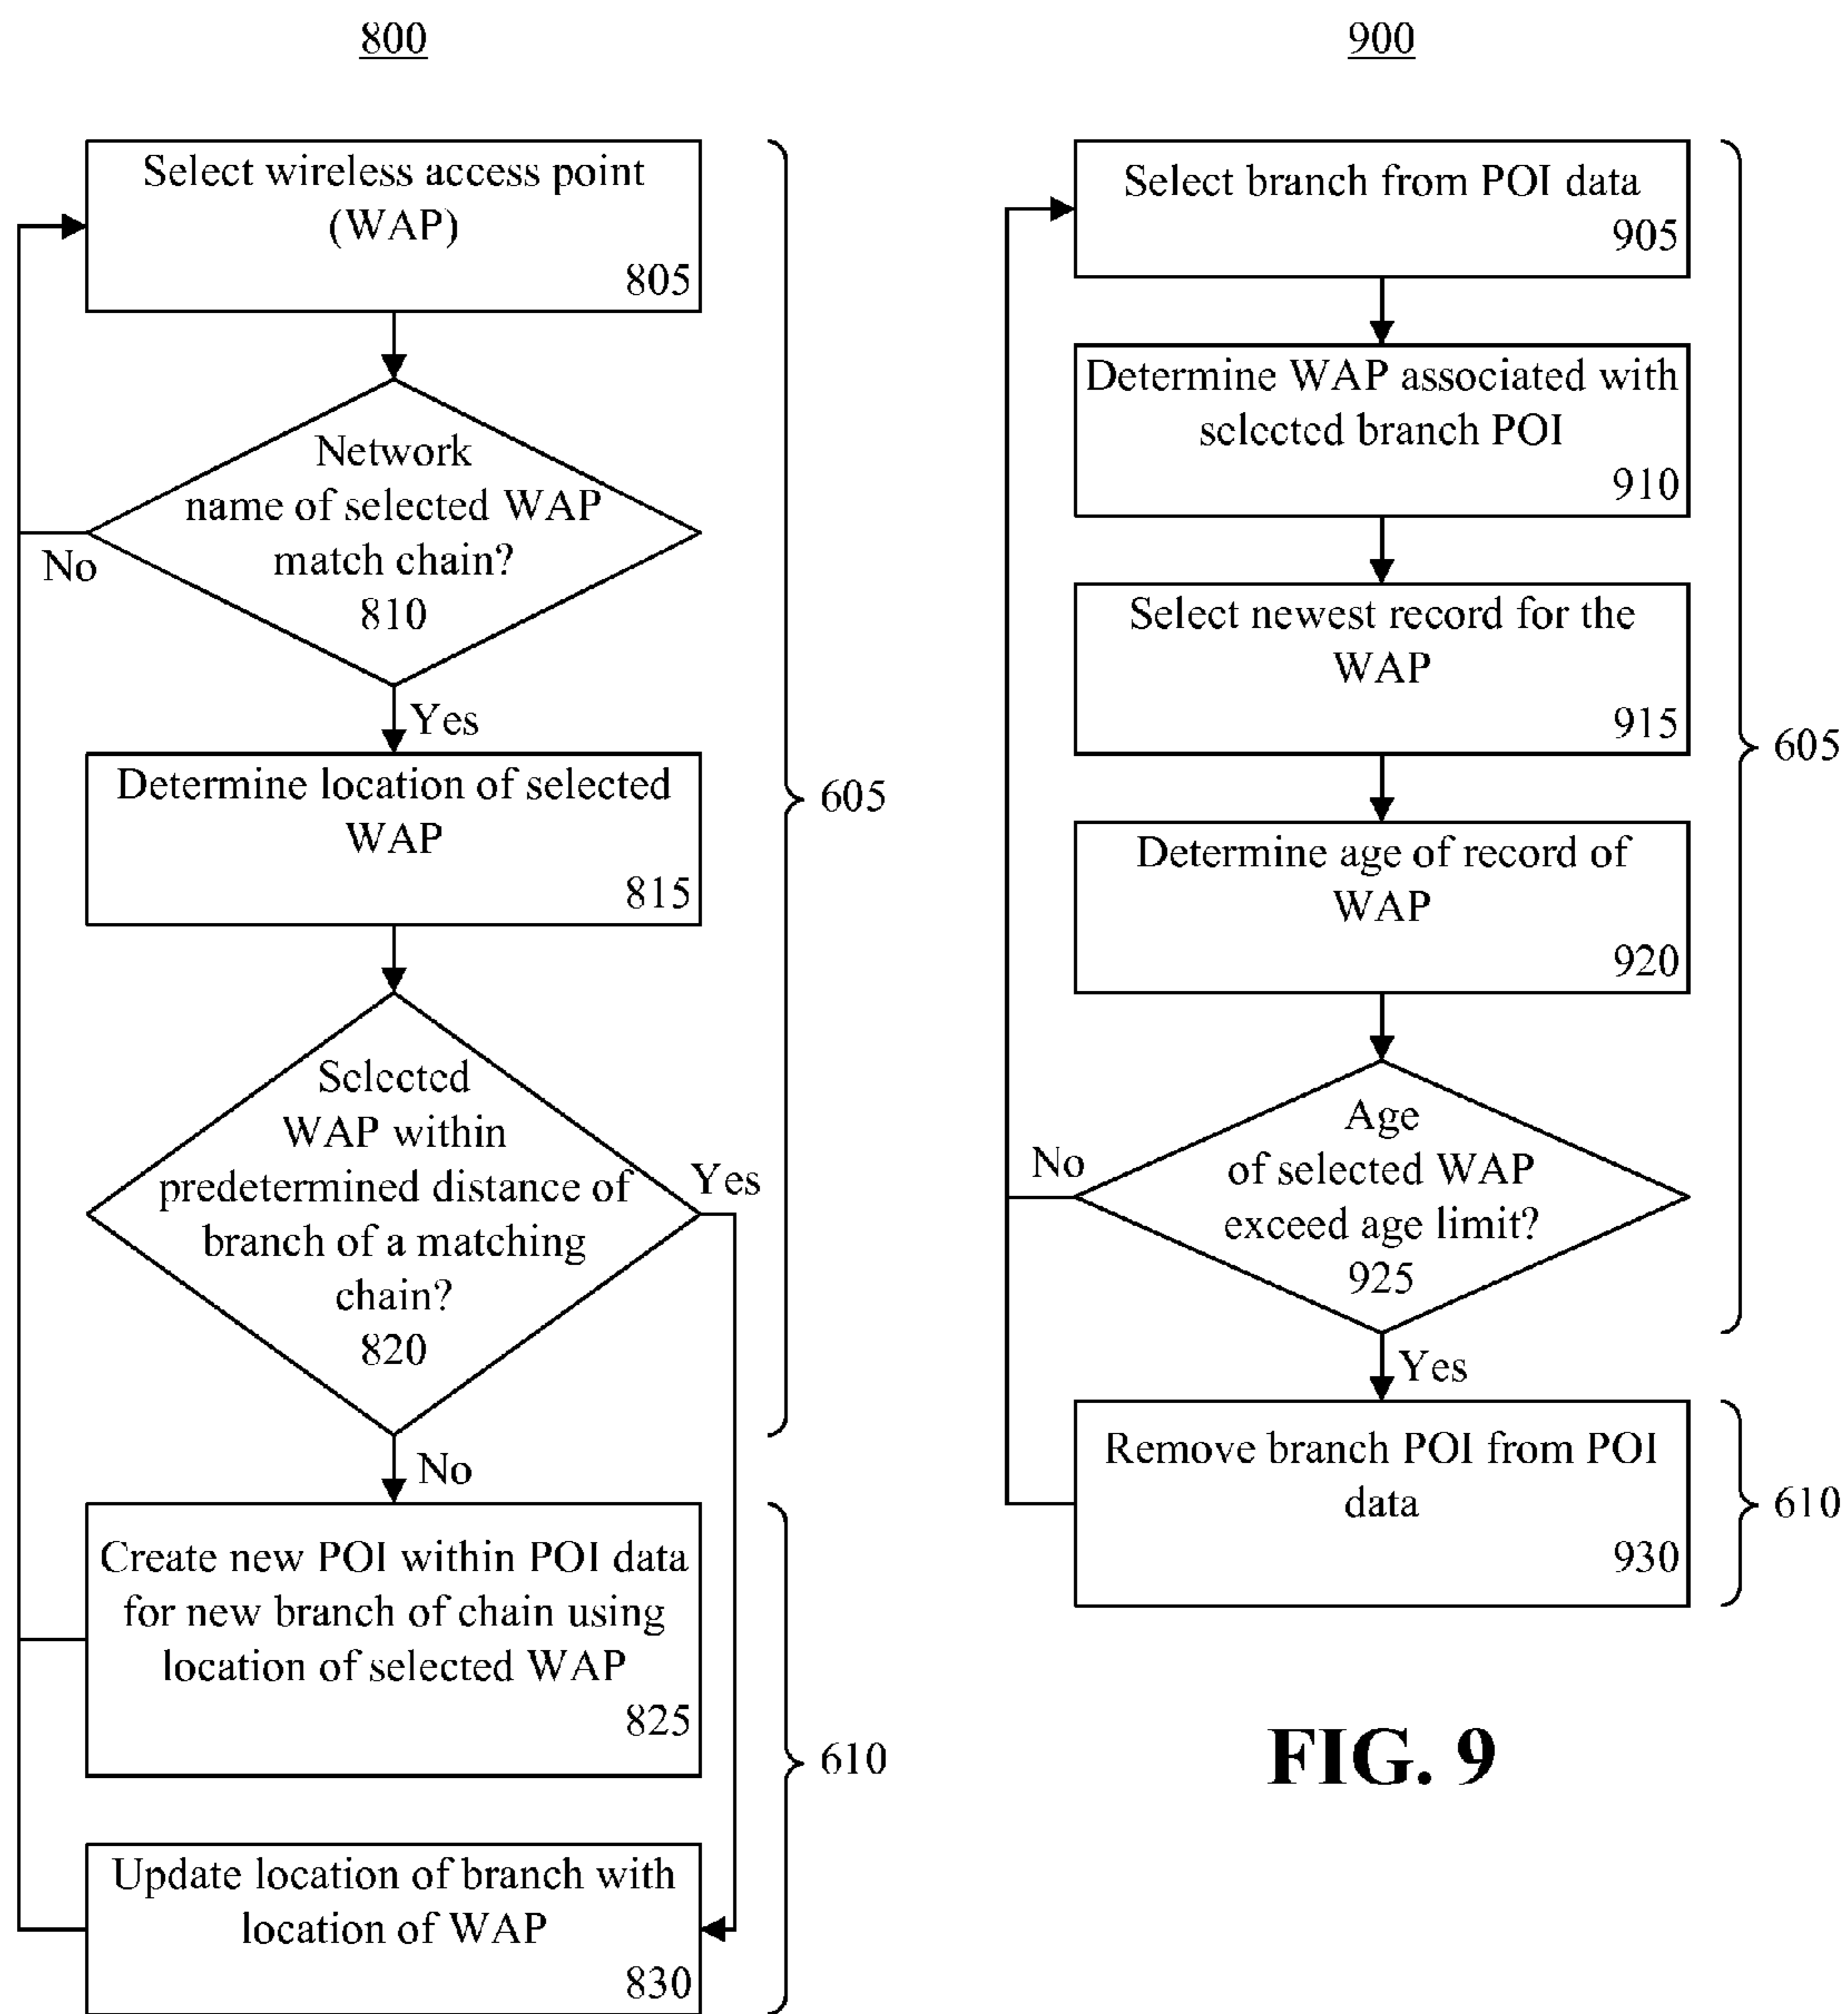 800
Select wireless access point
(WAP)
805
Network
name of selected WAP
match chain?
810
No
Yes
Determine location of selected
WAP
815
Selected
WAP within
predetermined distance of
branch of a matching
chain?
820
Yes
No
605
Create new POI within POI data
for new branch of chain using
location of selected WAP
825
Update location of branch with
location of WAP
830
610
900
Select branch from POI data
905
Determine WAP associated with
selected branch POI
910
Select newest record for the
WAP
915
Determine age of record of
WAP
920
Age
of selected WAP
exceed age limit?
925
No
Yes
605
Remove branch POI from POI
data
930
610
FIG. 9